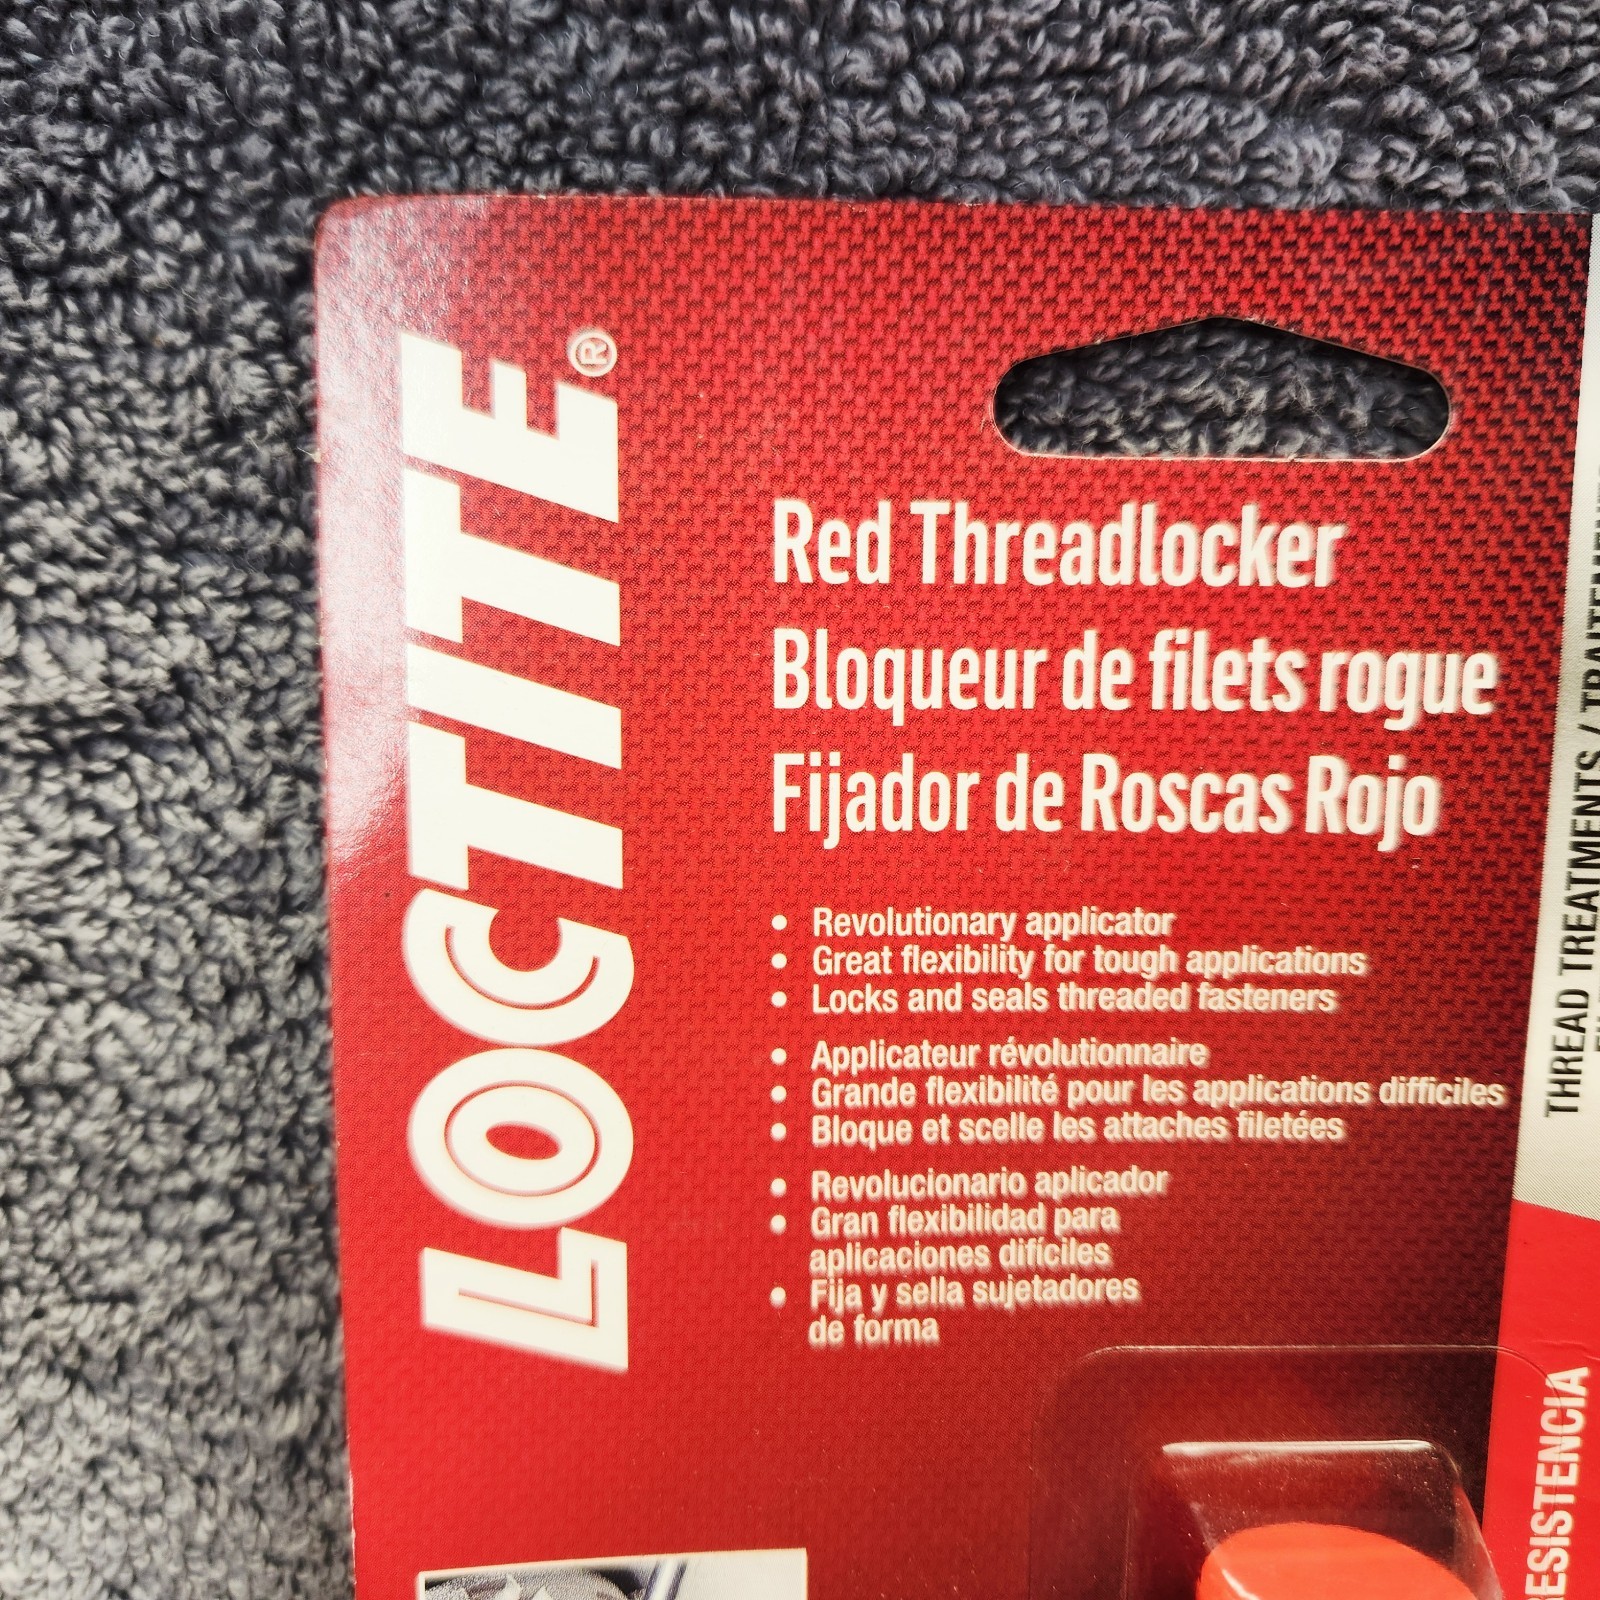 LOCTITE®
Red Threadlocker
Bloqueur de filets rogue
Fijador de Roscas Rojo
• Revolutionary applicator
• Great flexibility for tough applications
• Locks and seals threaded fasteners
• Applicateur révolutionnaire
• Grande flexibilité pour les applications difficiles
• Bloque et scelle les attaches filetées
• Revolucionario aplicador
• Gran flexibilidad para
aplicaciones difíciles
• Fija y sella sujetadores
de forma
THREAD TREATMENTS /